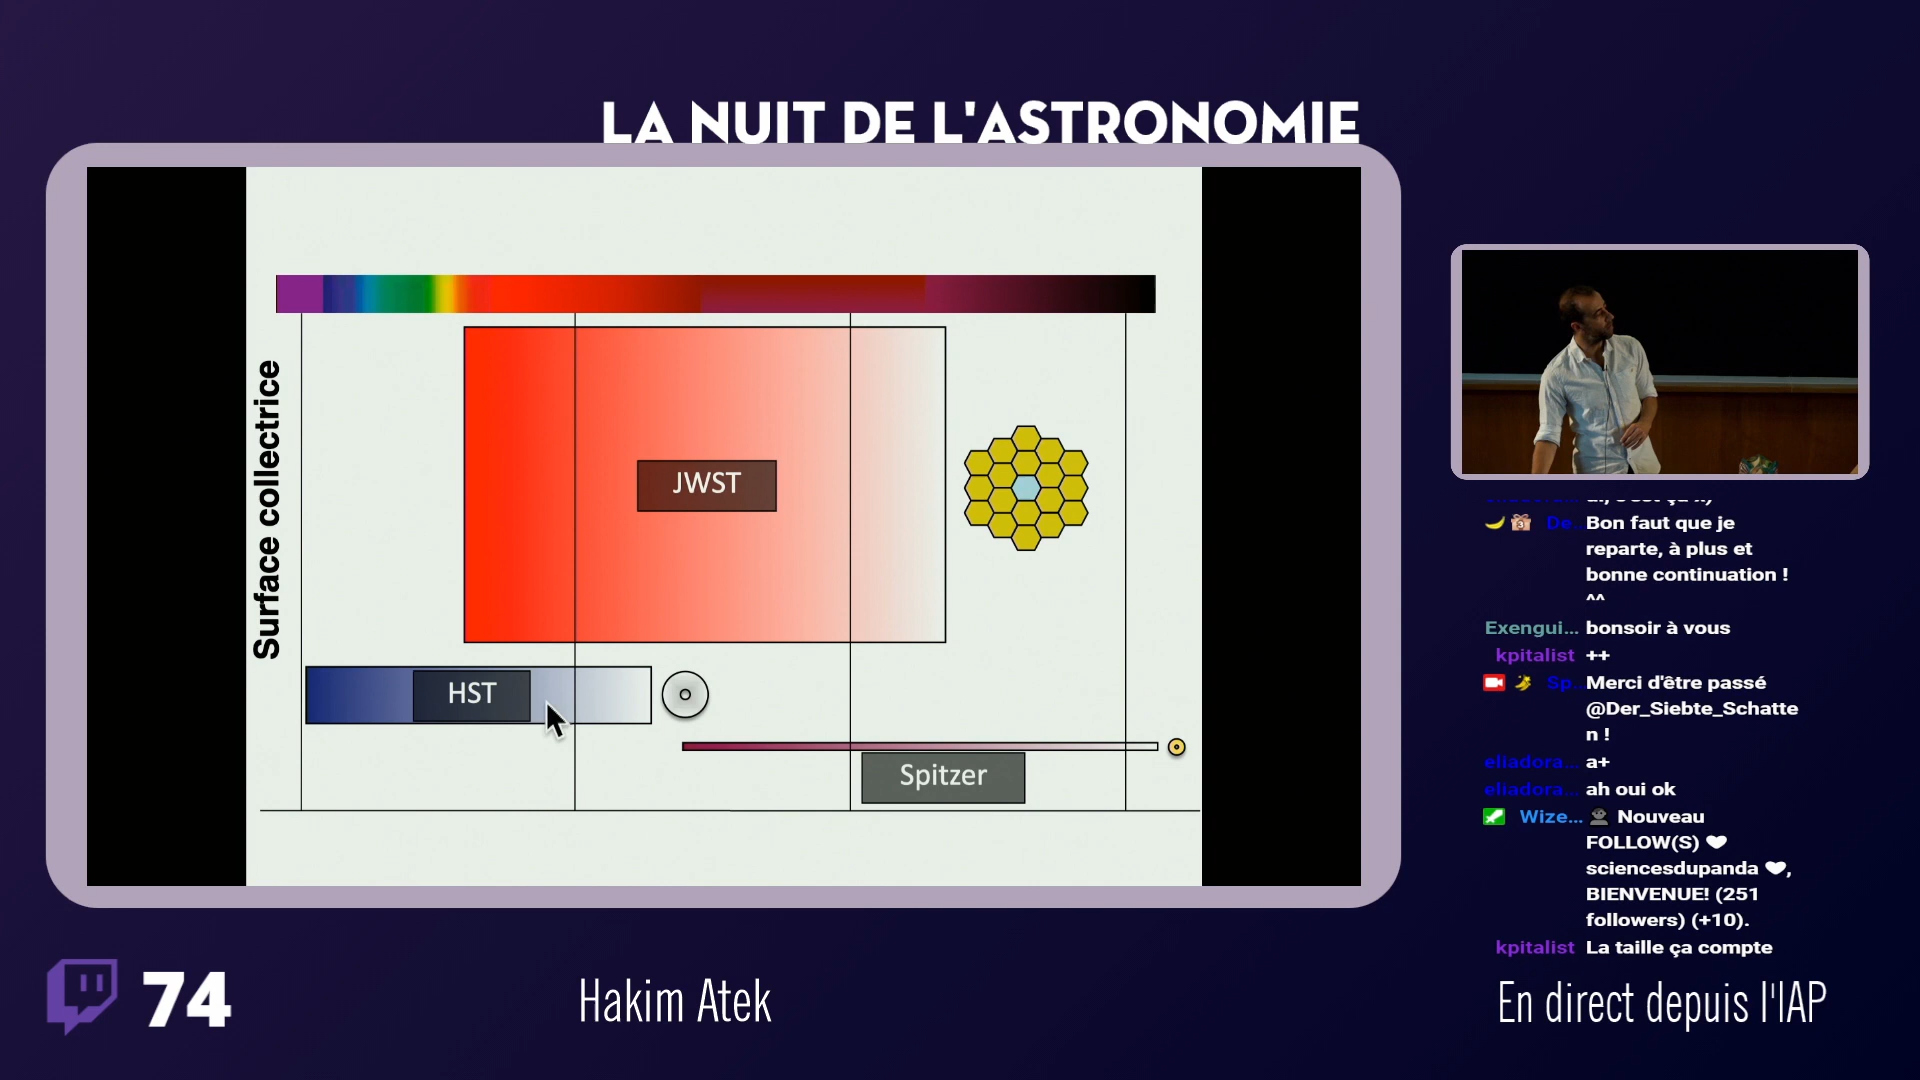 LA NUIT DE L'ASTRONOMIE
Surface collectrice
JWST
HST
Spitzer
De... Bon faut que je
reparte, à plus et
bonne continuation !
^^
Exengui... bonsoir à vous
kpitalist ++
Sp... Merci d'être passé
@Der_Siebte_Schatte
n !
eliadora... a+
eliadora... ah oui ok
Wize... Nouveau
FOLLOW(S)
sciencesdupanda ,
BIENVENUE! (251
followers) (+10).
kpitalist La taille ça compte
74
Hakim Atek
En direct depuis l'IAP